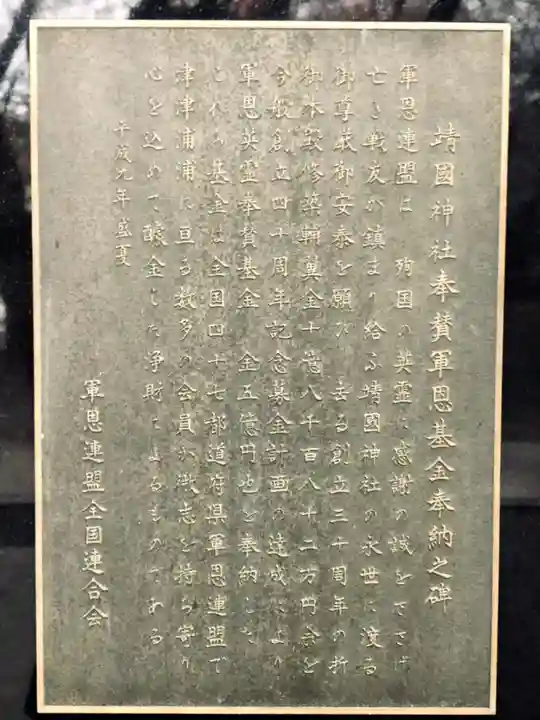 靖國神社奉賛軍恩基金奉納之碑
軍恩連盟は 殉国の英霊に感謝の誠をささげ
亡き戦友が鎮まり給ふ靖國神社の永世に渡る
御尊厳御安泰を願ひ 去る創立三十周年の折
御本殿修築輔翼金十億八千百八十二万円余を
今般創立四十周年記念募金計画の達成により
軍恩英霊奉賛基金 金五億円也を奉納した
これら基金は全国四十七都道府県軍恩連盟で
津津浦浦に亘る数多の会員が微志を持ち寄り
心を込めて醵金した浄財によるものである
平成九年盛夏
軍恩連盟全国連合会